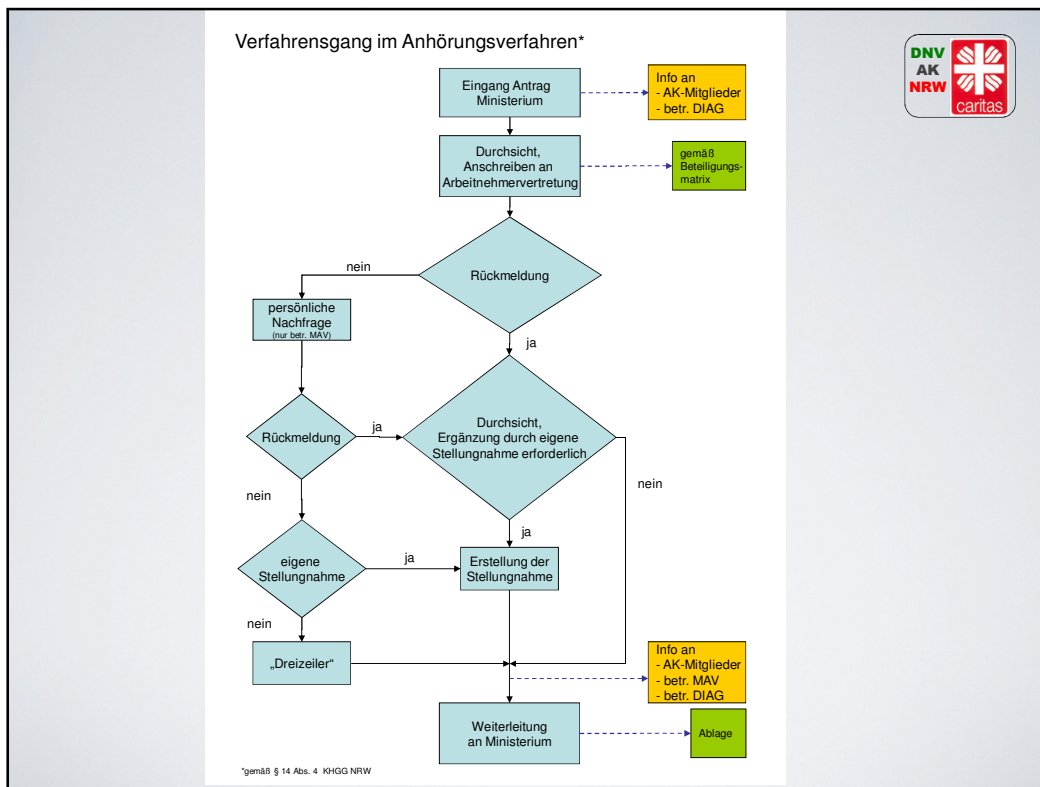 Verfahrensgang im Anhörungsverfahren*
DNV
AK
NRW
caritas
Eingang Antrag
Ministerium
Info an
- AK-Mitglieder
- betr. DIAG
Durchsicht,
Anschreiben an
Arbeitnehmervertretung
gemäß
Beteiligungs-
matrix
nein
Rückmeldung
persönliche
Nachfrage
(nur betr. MAV)
ja
Rückmeldung
ja
Durchsicht,
Ergänzung durch eigene
Stellungnahme erforderlich
nein
nein
ja
eigene
Stellungnahme
ja
Erstellung der
Stellungnahme
nein
„Dreizeiler“
Info an
- AK-Mitglieder
- betr. MAV
- betr. DIAG
Weiterleitung
an Ministerium
Ablage
*gemäß § 14 Abs. 4 KHGG NRW